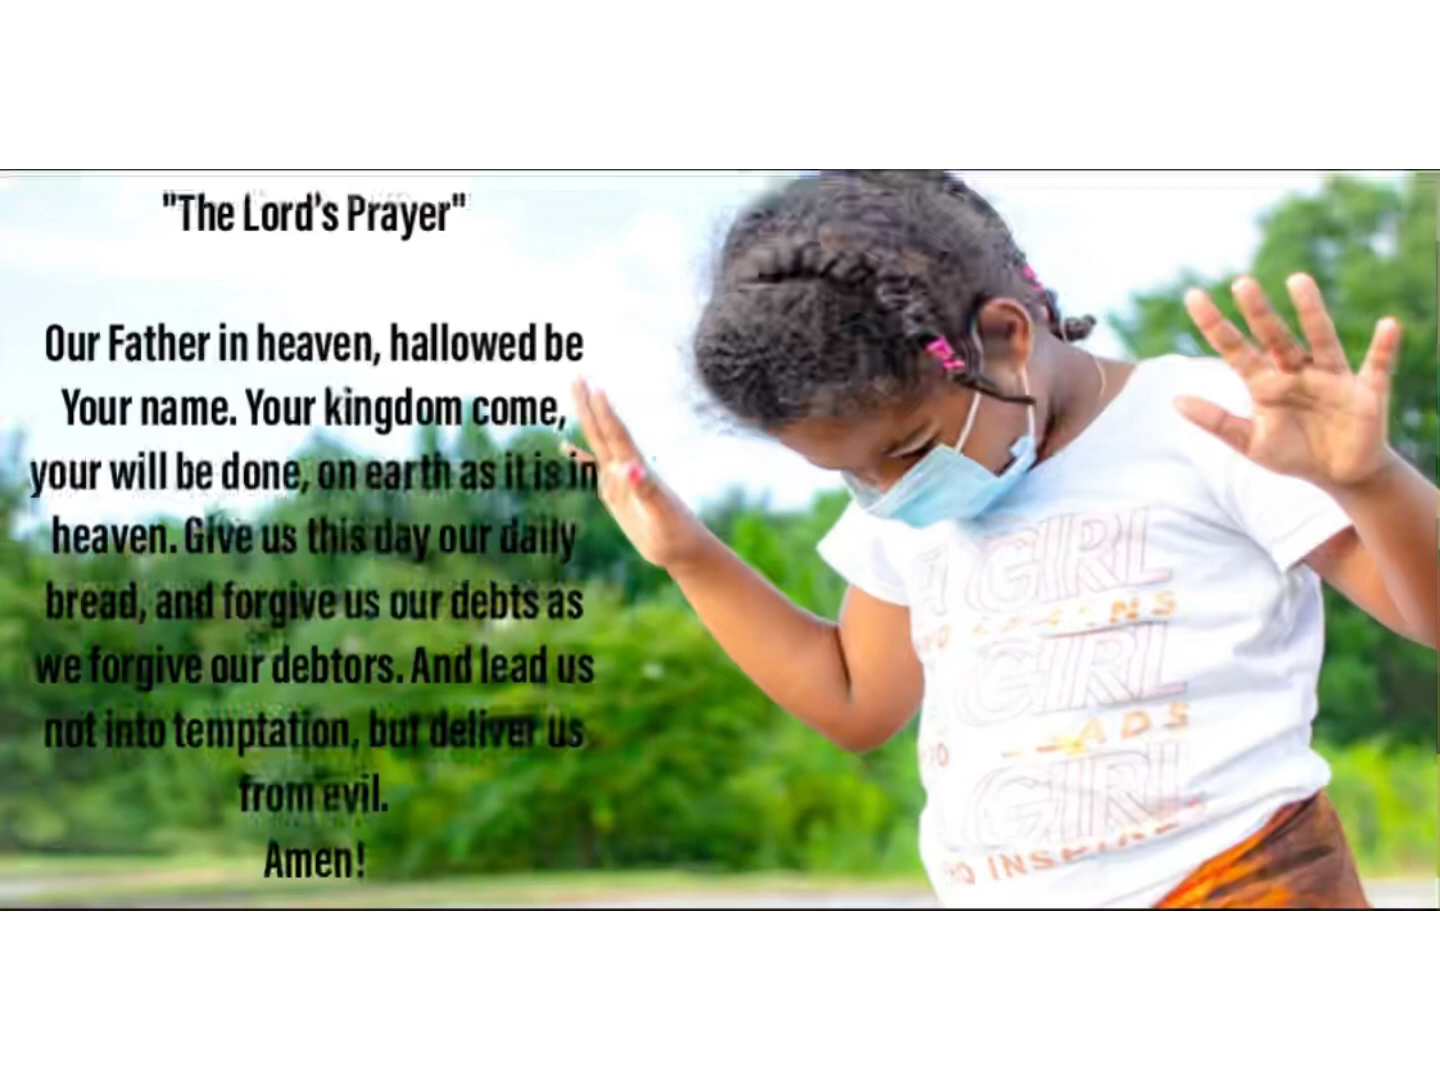 "The Lord's Prayer"
Our Father in heaven, hallowed be
Your name. Your kingdom come,
your will be done, on earth as it is in
heaven. Give us this day our daily
bread, and forgive us our debts as
we forgive our debtors. And lead us
not into temptation, but deliver us
from evil.
Amen!
GIRL
GIRL
GIRL